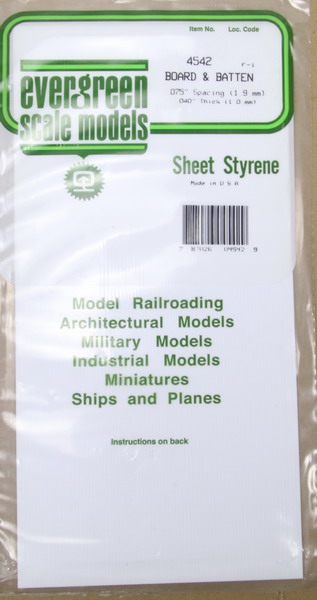 Item No. Loc. Code
4542 r-i
BOARD & BATTEN
.075" Spacing (1.9 mm)
.040" Thick (1.0 mm)
evergreen
scale models
Sheet Styrene
Made in U S A
Model Railroading
Architectural Models
Military Models
Industrial Models
Miniatures
Ships and Planes
Instructions on back